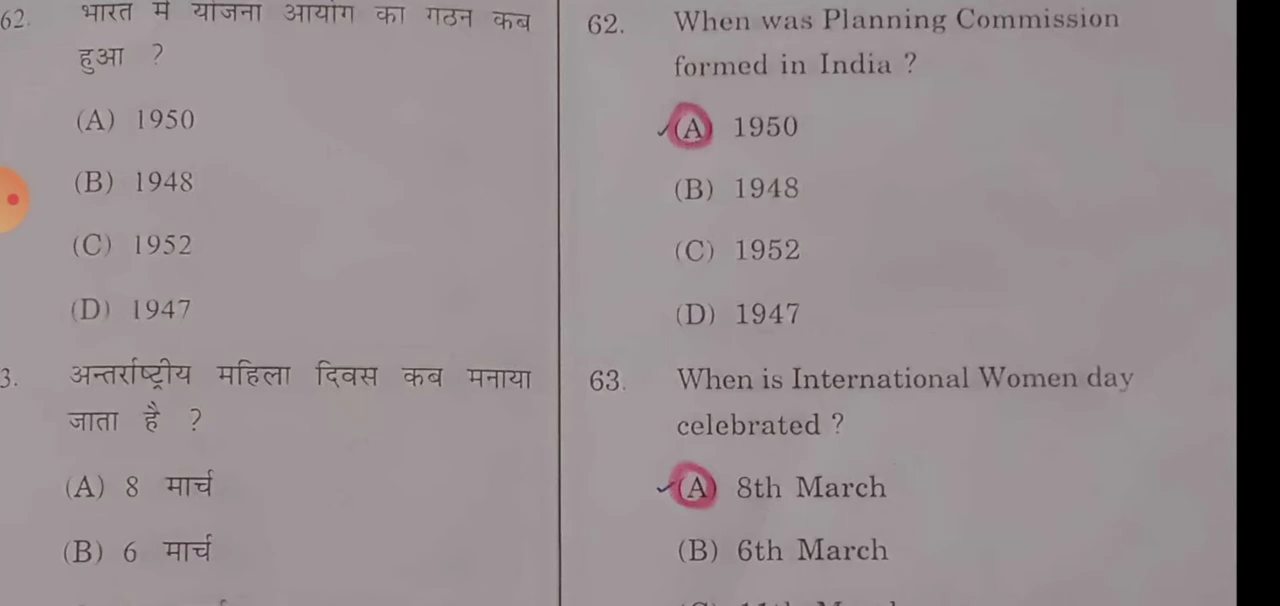 62. भारत में योजना आयोग का गठन कब
हुआ ?
(A) 1950
(B) 1948
(C) 1952
(D) 1947
3. अन्तर्राष्ट्रीय महिला दिवस कब मनाया
जाता है ?
(A) 8 मार्च
(B) 6 मार्च
62. When was Planning Commission
formed in India ?
(A) 1950
(B) 1948
(C) 1952
(D) 1947
63. When is International Women day
celebrated ?
(A) 8th March
(B) 6th March